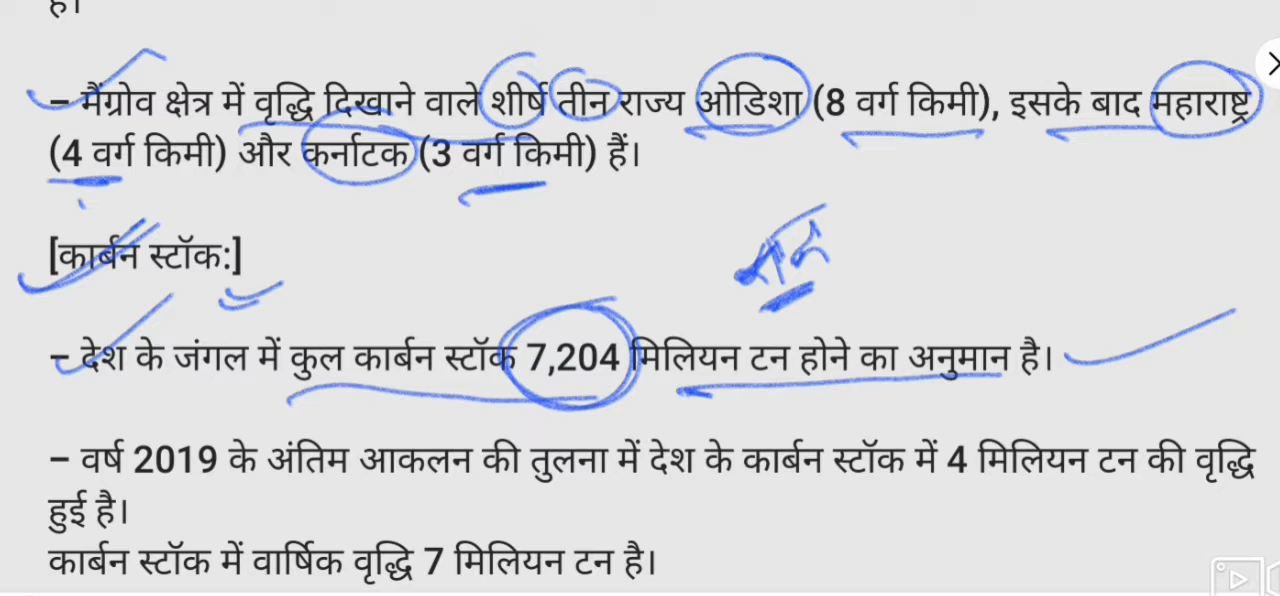 है।
– मैंग्रोव क्षेत्र में वृद्धि दिखाने वाले शीर्ष तीन राज्य ओडिशा (8 वर्ग किमी), इसके बाद महाराष्ट्र
(4 वर्ग किमी) और कर्नाटक (3 वर्ग किमी) हैं।
[कार्बन स्टॉक:]
– देश के जंगल में कुल कार्बन स्टॉक 7,204 मिलियन टन होने का अनुमान है।
– वर्ष 2019 के अंतिम आकलन की तुलना में देश के कार्बन स्टॉक में 4 मिलियन टन की वृद्धि
हुई है।
कार्बन स्टॉक में वार्षिक वृद्धि 7 मिलियन टन है।